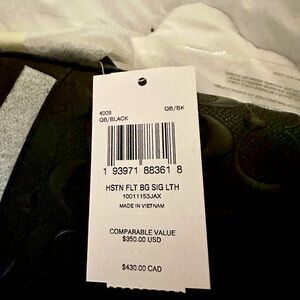 4009 QB/BK
QB/BLACK
1 93971 88361 8
HSTN FLT BG SIG LTH
10011153JAX
MADE IN VIETNAM
COMPARABLE VALUE
$350.00 USD
$430.00 CAD